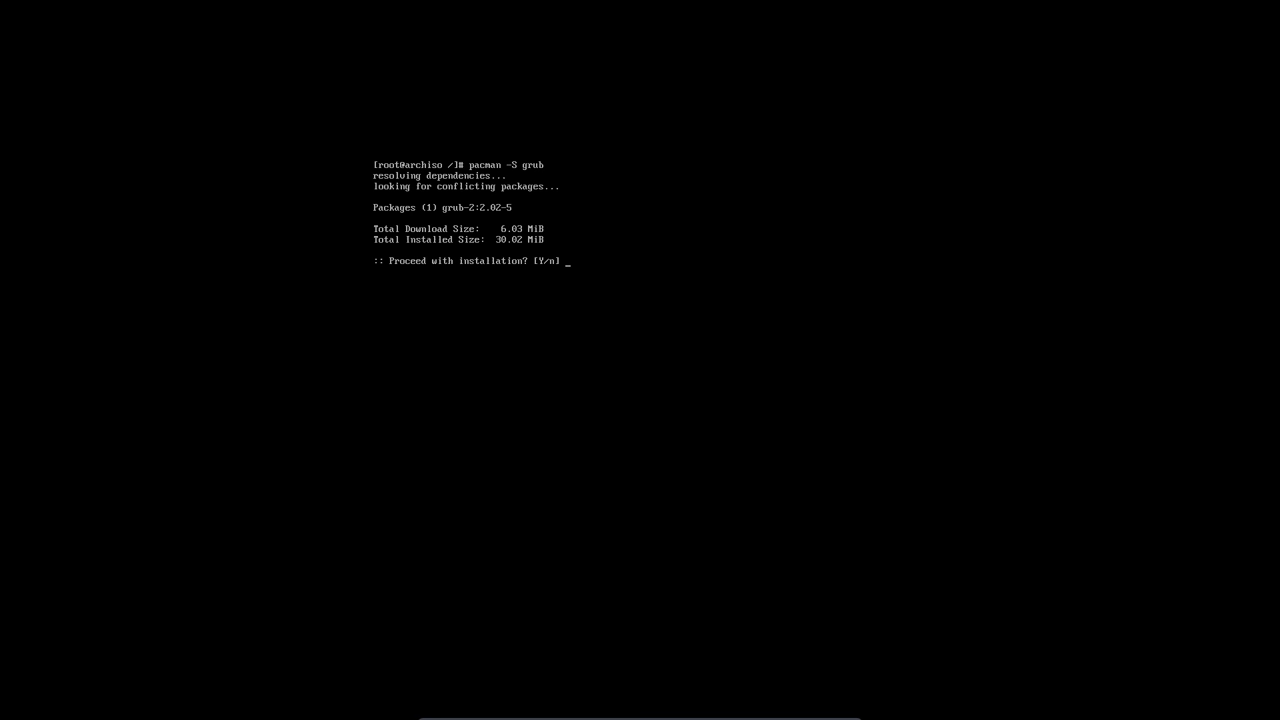 [root@archiso /]# pacman -S grub
resolving dependencies...
looking for conflicting packages...
Packages (1) grub-2:2.02-5
Total Download Size:    6.03 MiB
Total Installed Size:  30.02 MiB
:: Proceed with installation? [Y/n] _